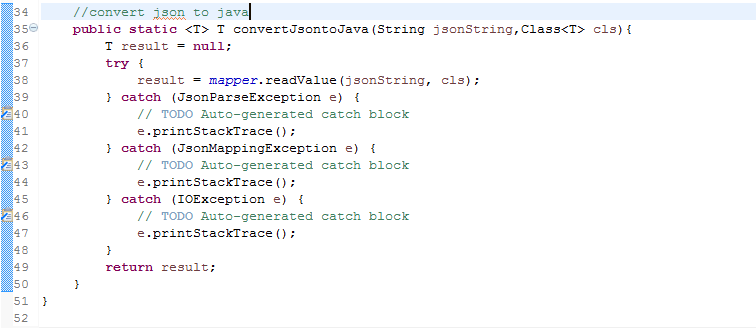 34 //convert json to java
35 public static <T> T convertJsontoJava(String jsonString,Class<T> cls){
36 T result = null;
37 try {
38 result = mapper.readValue(jsonString, cls);
39 } catch (JsonParseException e) {
40 // TODO Auto-generated catch block
41 e.printStackTrace();
42 } catch (JsonMappingException e) {
43 // TODO Auto-generated catch block
44 e.printStackTrace();
45 } catch (IOException e) {
46 // TODO Auto-generated catch block
47 e.printStackTrace();
48 }
49 return result;
50 }
51 }
52